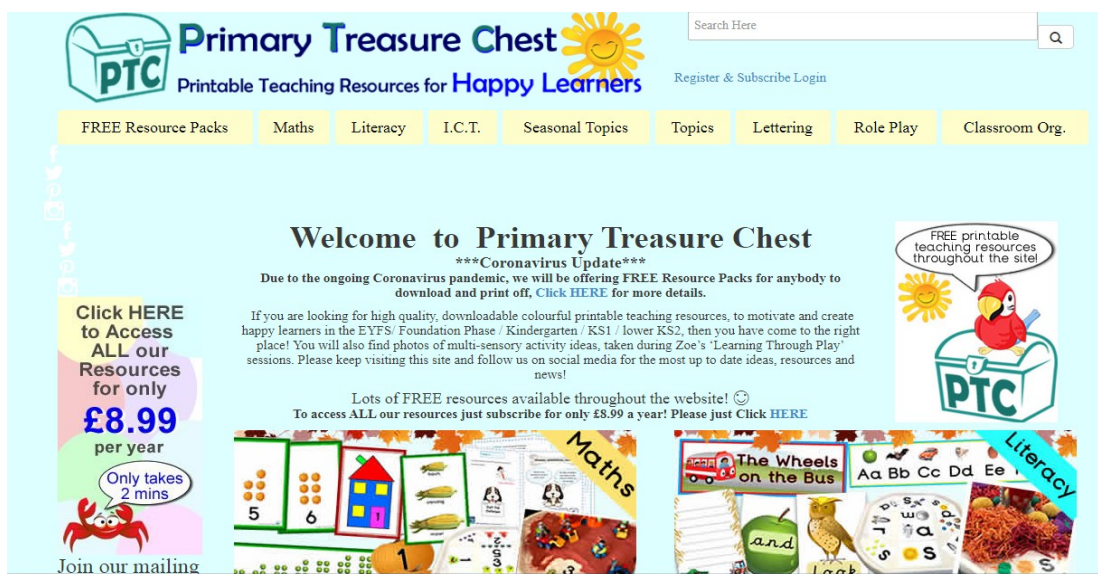 PTC
Primary Treasure Chest
Printable Teaching Resources for Happy Learners
Search Here
Register & Subscribe Login
FREE Resource Packs
Maths
Literacy
I.C.T.
Seasonal Topics
Topics
Lettering
Role Play
Classroom Org.
Welcome to Primary Treasure Chest
***Coronavirus Update***
Due to the ongoing Coronavirus pandemic, we will be offering FREE Resource Packs for anybody to
download and print off, Click HERE for more details.
If you are looking for high quality, downloadable colourful printable teaching resources, to motivate and create
happy learners in the EYFS/ Foundation Phase / Kindergarten / KS1 / lower KS2, then you have come to the right
place! You will also find photos of multi-sensory activity ideas, taken during Zoe's ‘Learning Through Play’
sessions. Please keep visiting this site and follow us on social media for the most up to date ideas, resources and
news!
Lots of FREE resources available throughout the website!
To access ALL our resources just subscribe for only £8.99 a year! Please just Click HERE
FREE printable
teaching resources
throughout the site!
PTC
Click HERE
to Access
ALL our
Resources
for only
£8.99
per year
Only takes
2 mins
Join our mailing
Maths
5
6
1
1
The Wheels
on the Bus
Aa Bb Cc Dd Ee
Literacy
and
Look